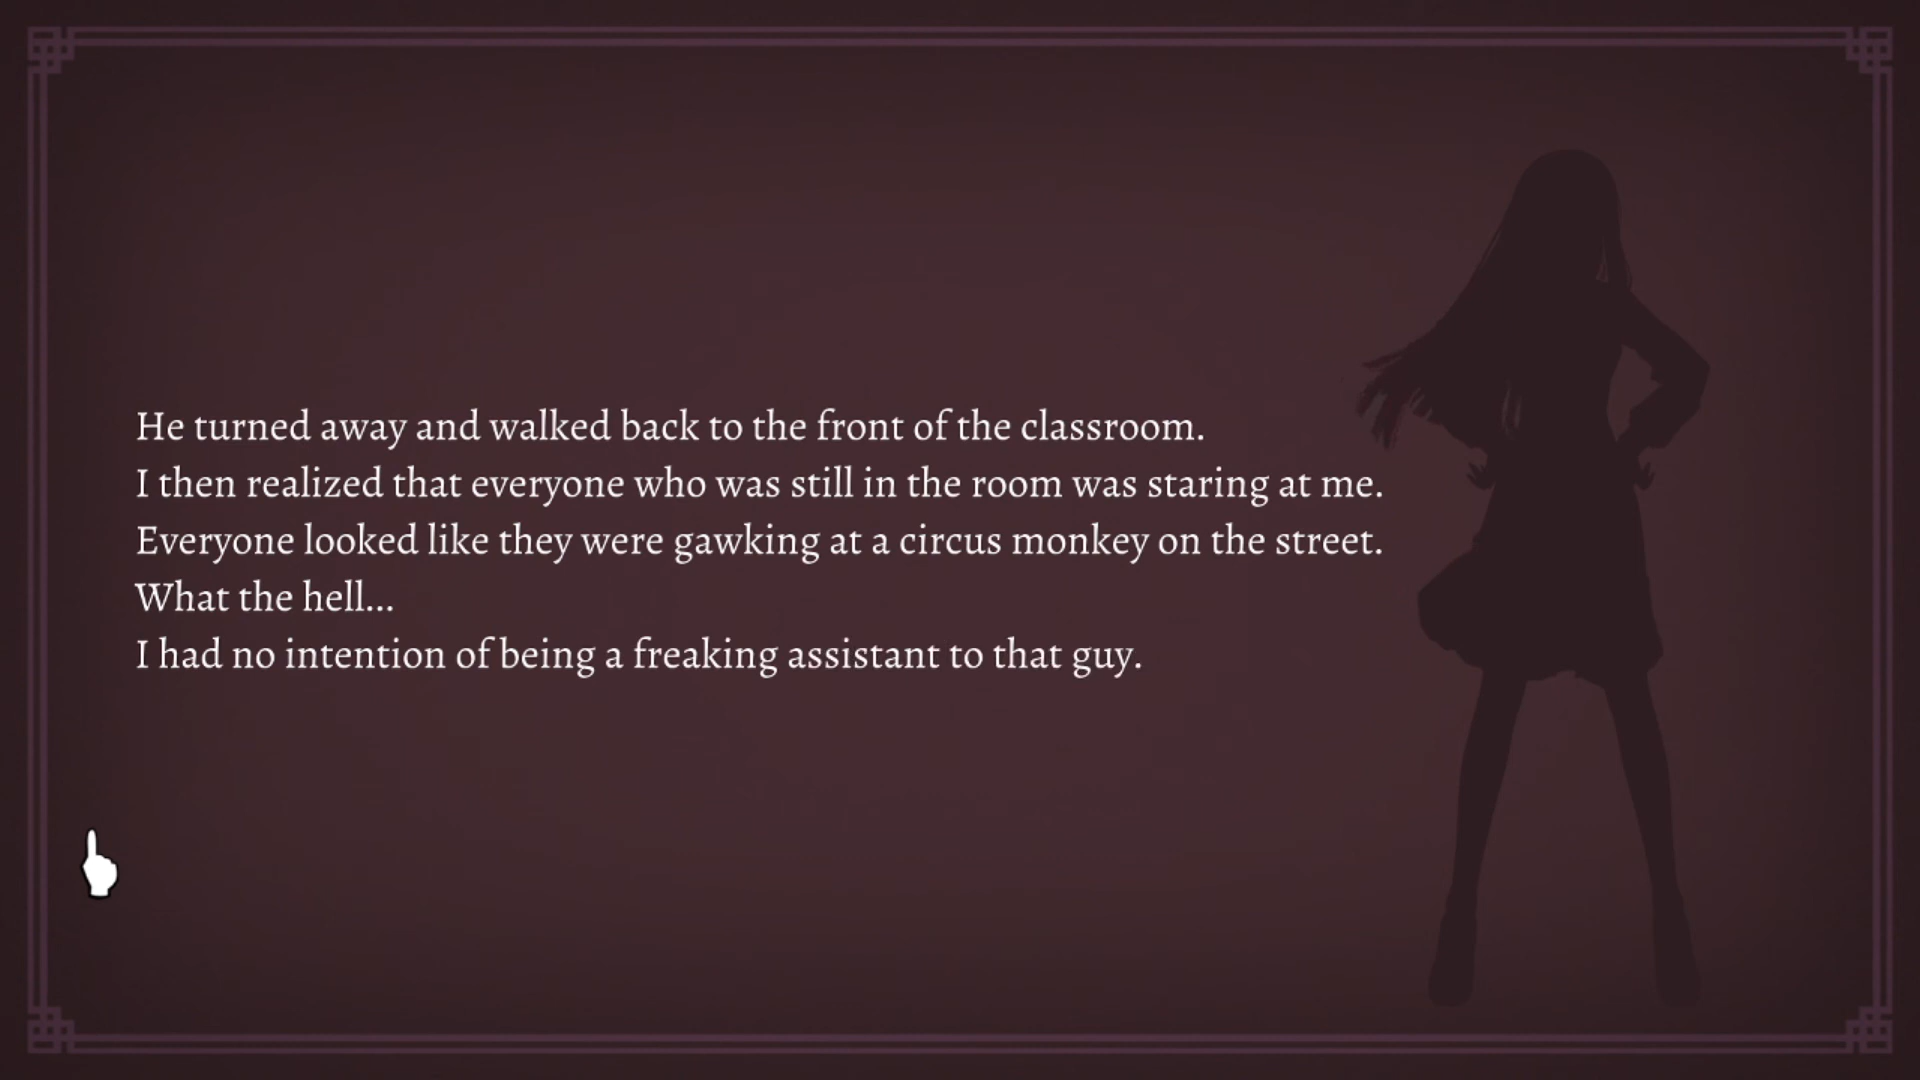 He turned away and walked back to the front of the classroom.
I then realized that everyone who was still in the room was staring at me.
Everyone looked like they were gawking at a circus monkey on the street.
What the hell...
I had no intention of being a freaking assistant to that guy.